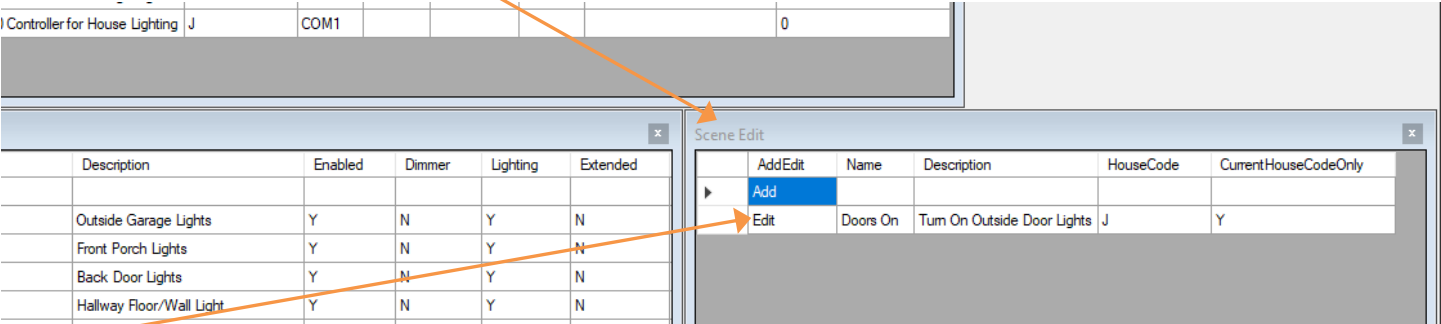 Controller for House Lighting J COM1 0
Scene Edit
Description Enabled Dimmer Lighting Extended
Outside Garage Lights Y N Y N
Front Porch Lights Y N Y N
Back Door Lights Y N Y N
Hallway Floor/Wall Light Y N Y N
AddEdit Name Description HouseCode CurrentHouseCodeOnly
Add
Edit Doors On Turn On Outside Door Lights J Y